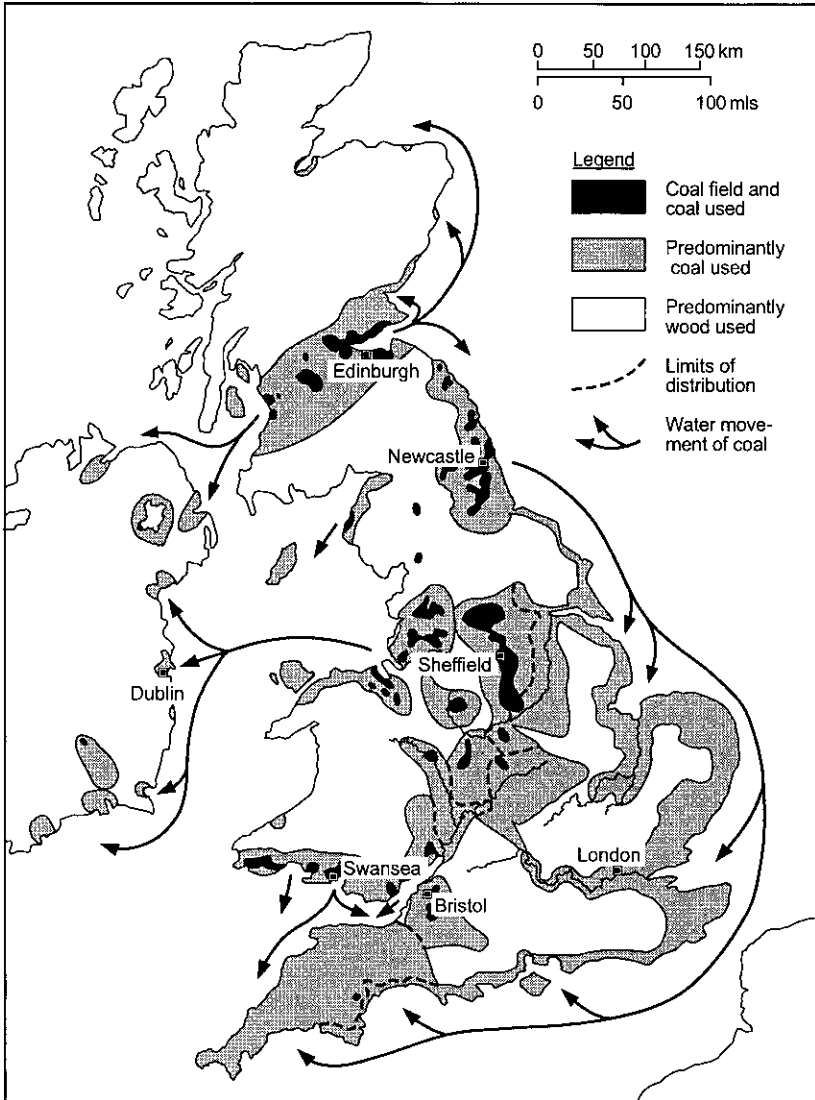 0 50 100 150 km
0 50 100 mls
Legend
Coal field and
coal used
Predominantly
coal used
Predominantly
wood used
Limits of
distribution
Water move-
ment of coal
Edinburgh
Newcastle
Sheffield
Dublin
London
Swansea
Bristol